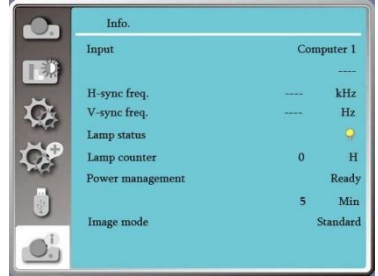 Info.
Input Computer 1
----
H-sync freq. ---- kHz
V-sync freq. ---- Hz
Lamp status
Lamp counter 0 H
Power management Ready
5 Min
Image mode Standard